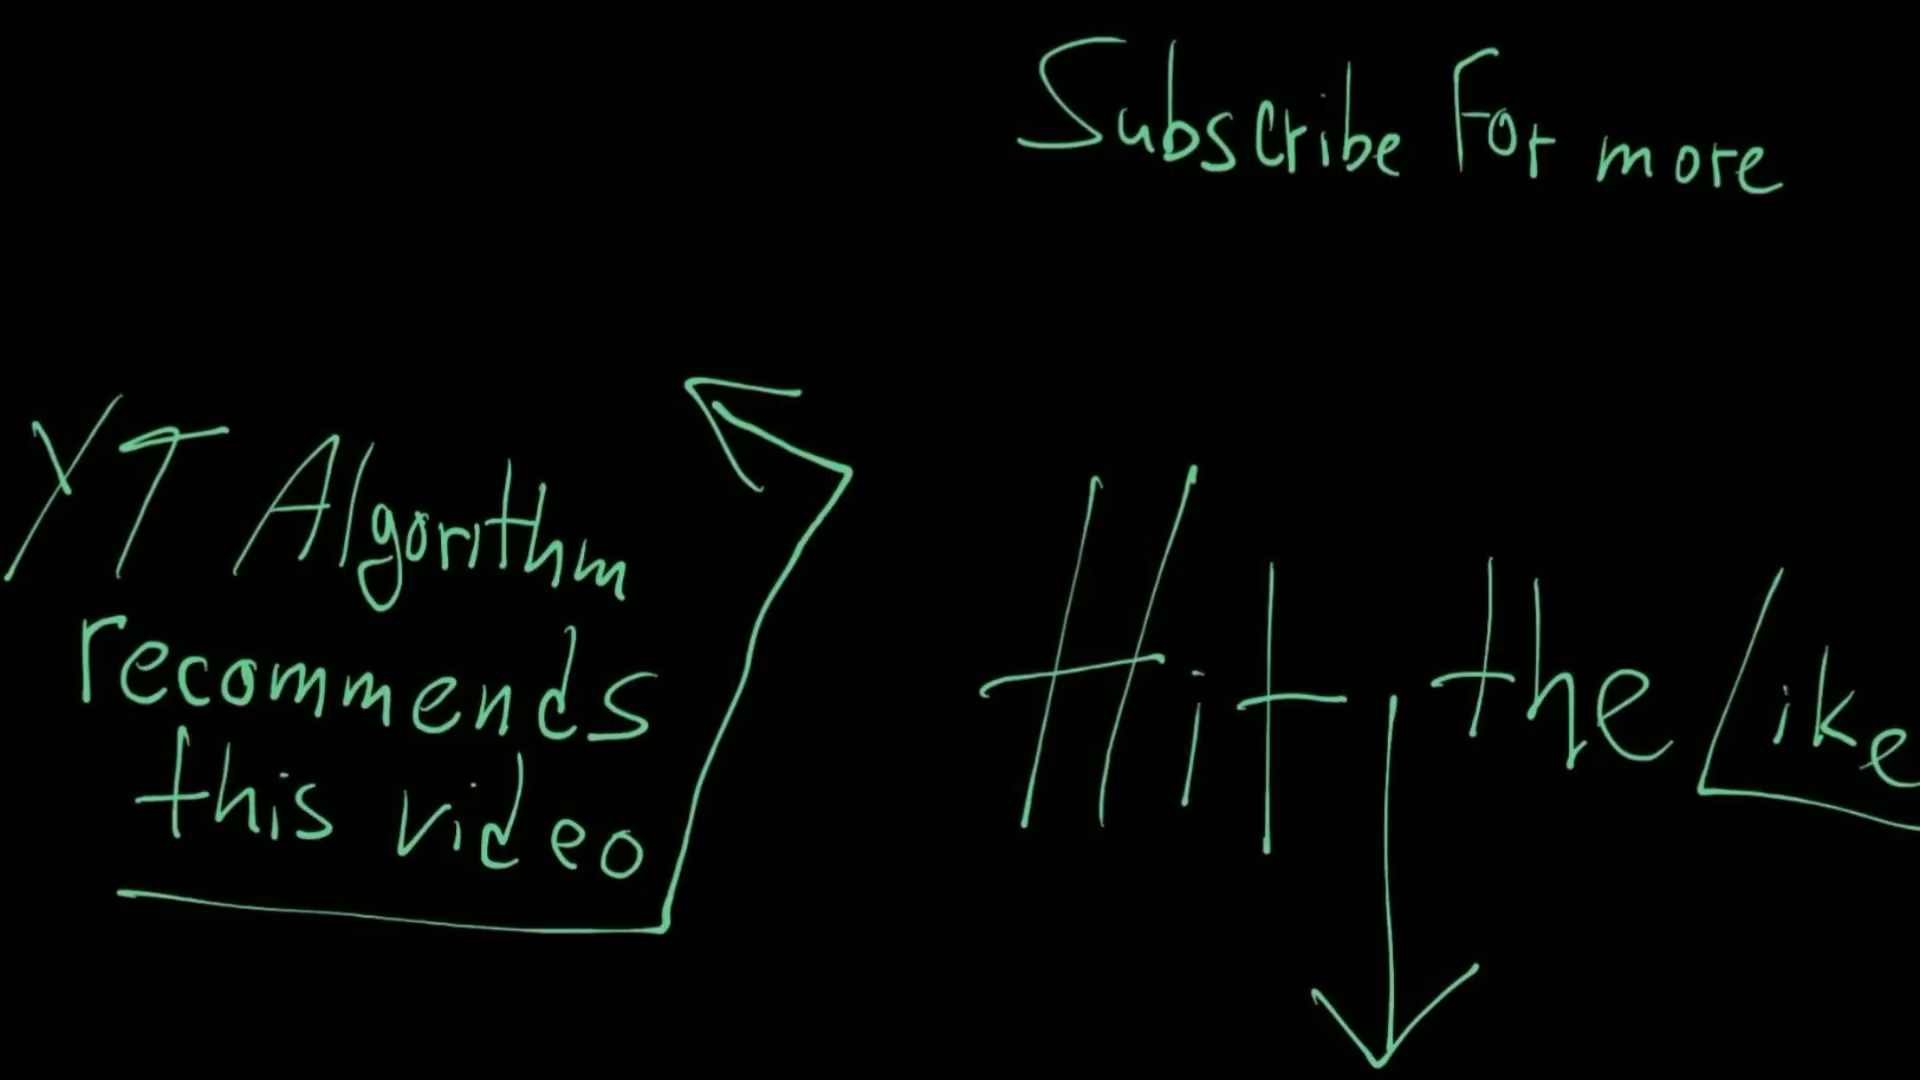 Subscribe For more
YT Algorithm
recommends
this video
Hit the Like